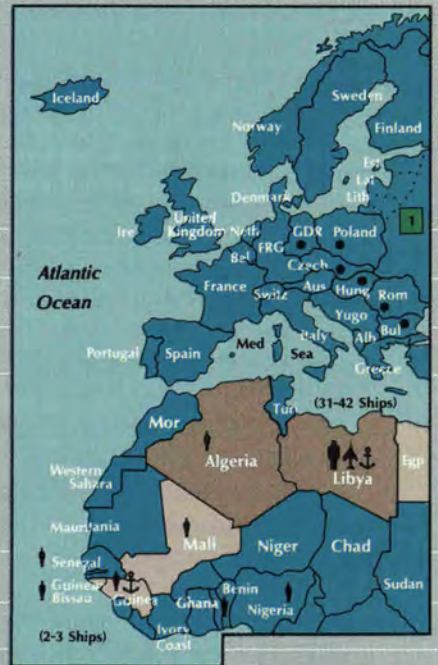 Iceland
Sweden
Norway
Finland
Est
Lat
Lith
Denmark
1
United
Kingdom
Ire
Neth
GDR
Poland
Bel
FRG
Czech
Atlantic
Ocean
France
Switz
Aus
Hung
Rom
Yugo
Bul
Portugal
Spain
Med
Sea
Italy
Alb
Greece
(31-42 Ships)
Mor
Tun
Algeria
Libya
Egp
Western
Sahara
Mauritania
Mali
Niger
Chad
Sudan
Senegal
Guinea
Bissau
Guinea
Ghana
Benin
Nigeria
(2-3 Ships)
Ivory
Coast